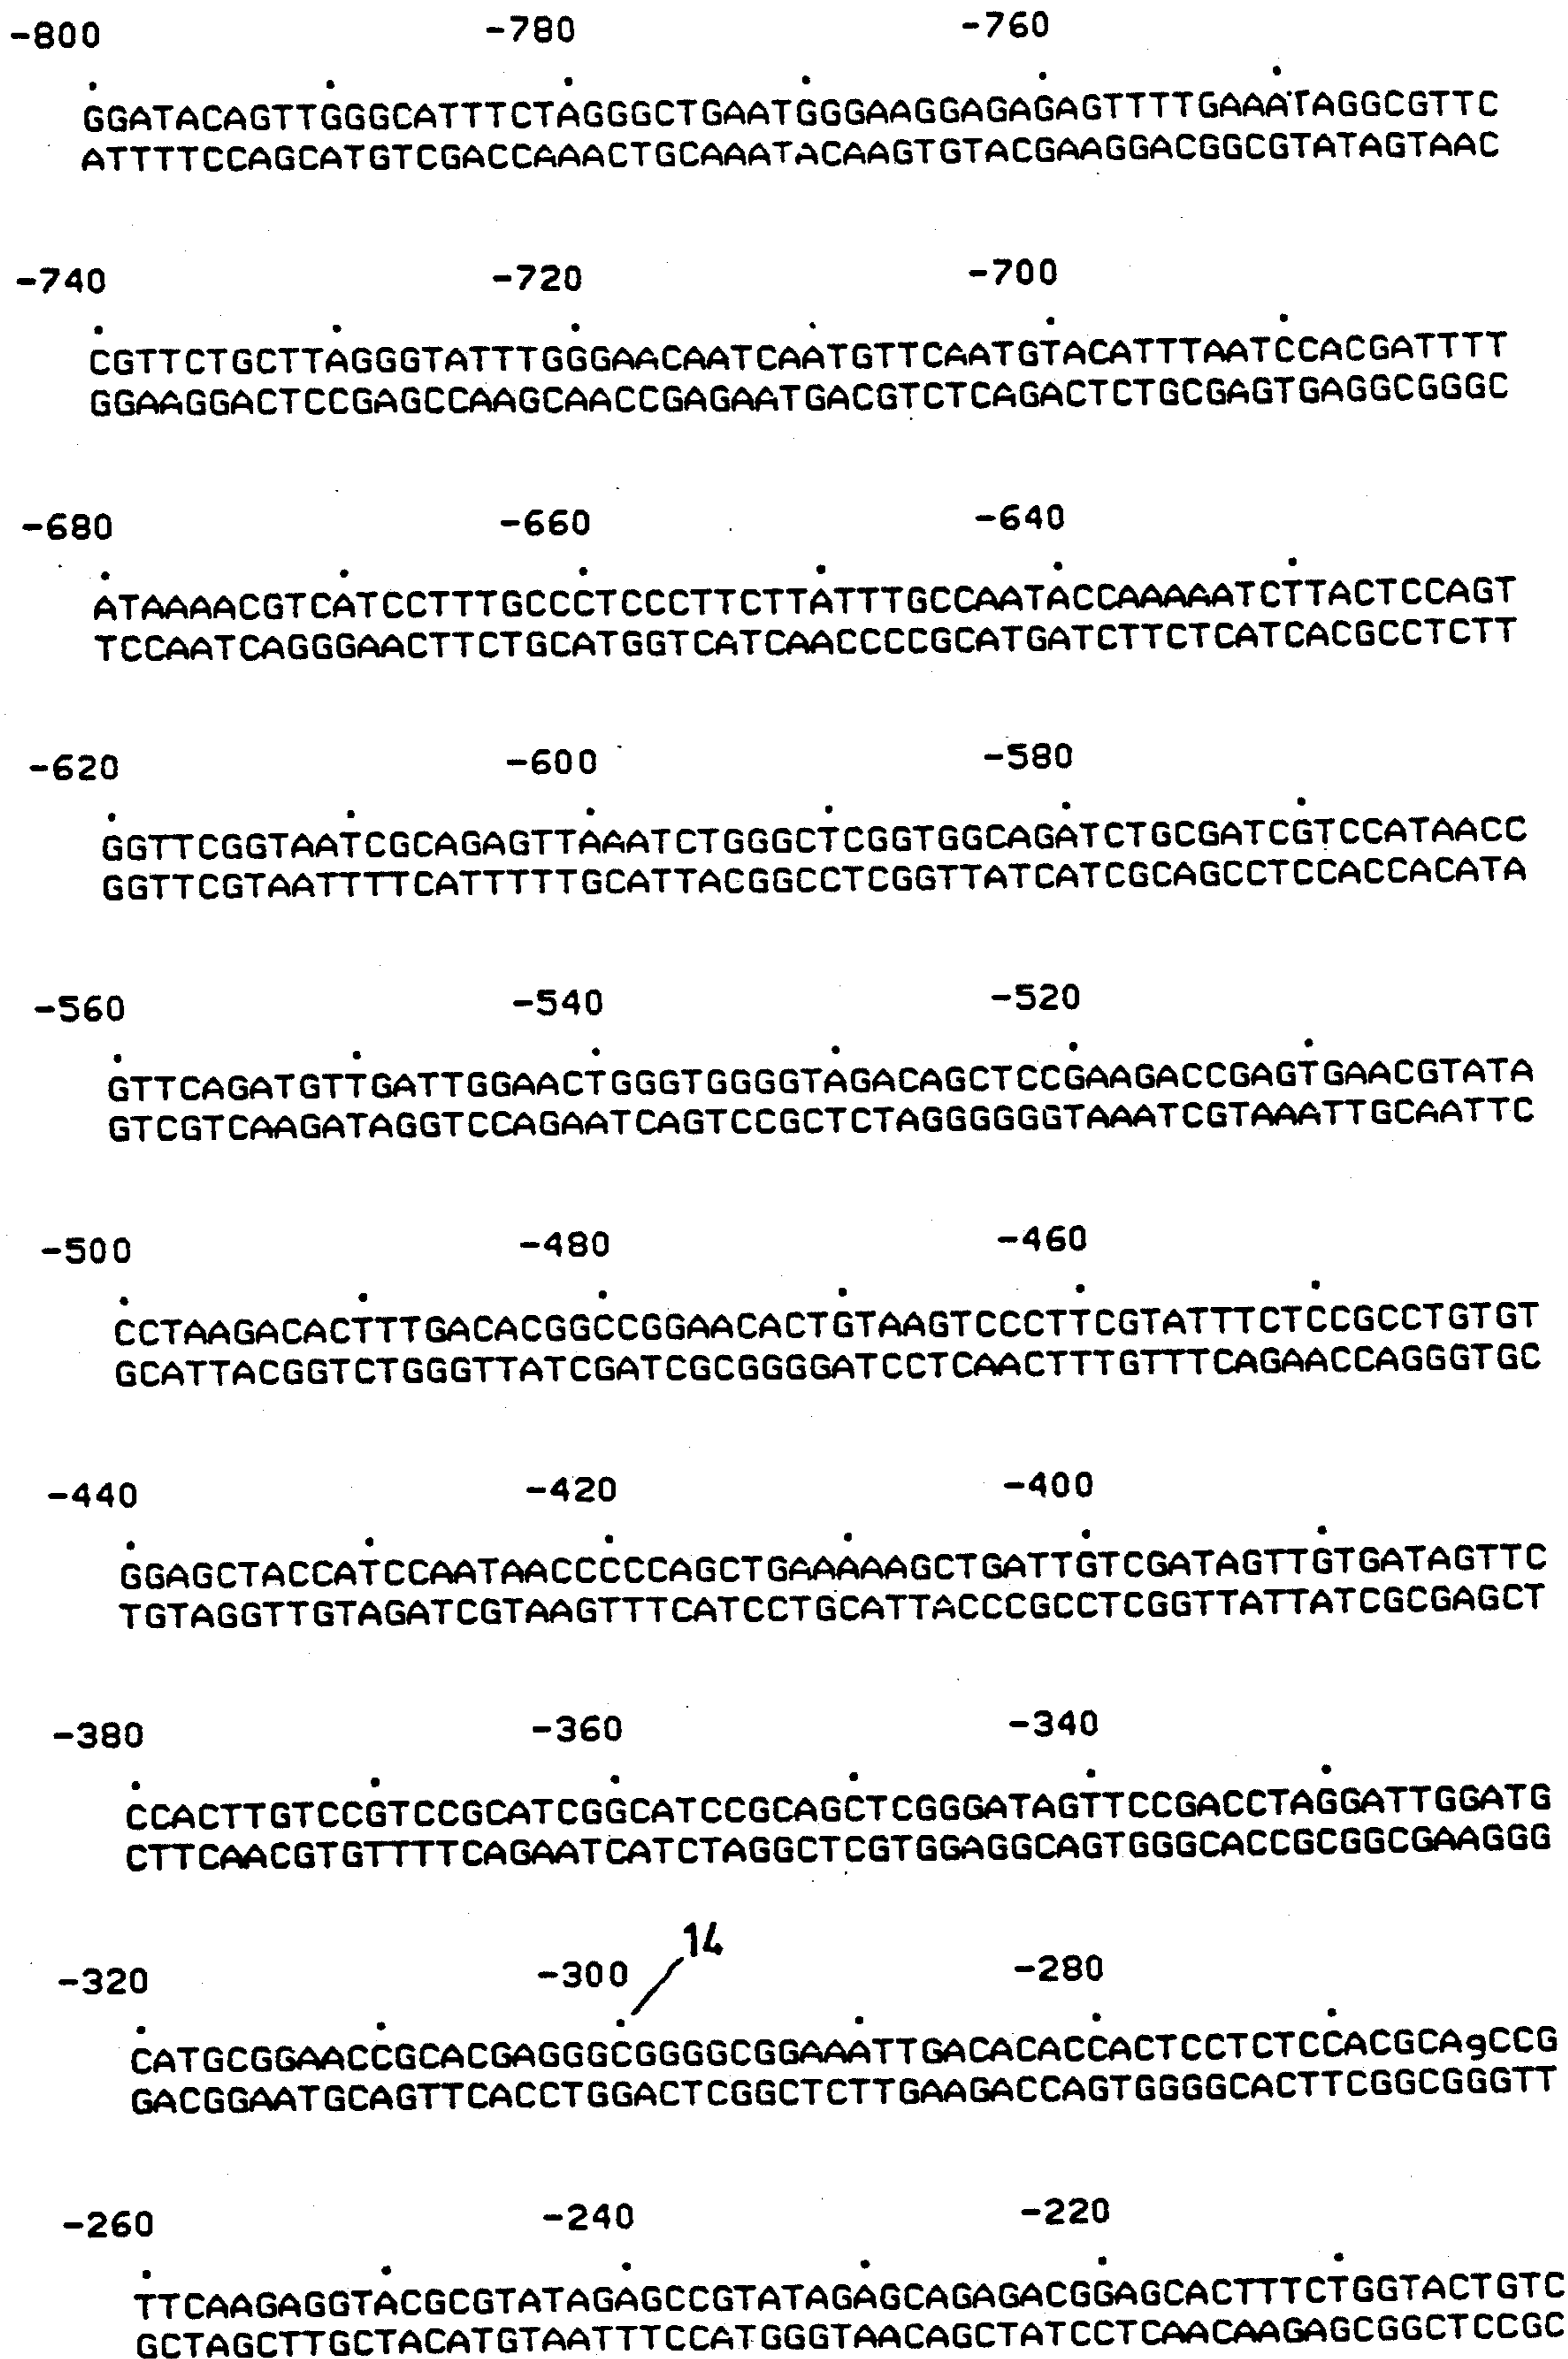 -800 -780 -760
GGATACAGTTGGGCATTTCTAGGGCTGAATGGGAAGGAGAGAGTTTTGAAATAGGCGTTC
ATTTTCCAGCATGTCGACCAAACTGCAAATACAAGTGTACGAAGGACGGCGTATAGTAAC
-740 -720 -700
CGTTCTGCTTAGGGTATTTGGGAACAATCAATGTTCAATGTACATTTAATCCACGATTTT
GGAAGGACTCCGAGCCAAGCAACCGAGAATGACGTCTCAGACTCTGCGAGTGAGGCGGGC
-680 -660 -640
ATAAAACGTCATCCTTTGCCCTCCCTTCTTATTTGCCAATACCAAAAATCTTACTCCAGT
TCCAATCAGGGAACTTCTGCATGGTCATCAACCCCGCATGATCTTCTCATCACGCCTCTT
-620 -600 -580
GGTTCGGTAATCGCAGAGTTAAATCTGGGCTCGGTGGCAGATCTGCGATCGTCCATAACC
GGTTCGTAATTTTCATTTTTGCATTACGGCCTCGGTTATCATCGCAGCCTCCACCACATA
-560 -540 -520
GTTCAGATGTTGATTGGAACTGGGTGGGGTAGACAGCTCCGAAGACCGAGTGAACGTATA
GTCGTCAAGATAGGTCCAGAATCAGTCCGCTCTAGGGGGGTAAATCGTAAATTGCAATTC
-500 -480 -460
CCTAAGACACTTTGACACGGCCGGAACACTGTAAGTCCCTTCGTATTTCTCCGCCTGTGT
GCATTACGGTCTGGGTTATCGATCGCGGGGATCCTCAACTTTGTTTCAGAACCAGGGTGC
-440 -420 -400
GGAGCTACCATCCAATAACCCCCAGCTGAAAAAGCTGATTGTCGATAGTTGTGATAGTTC
TGTAGGTTGTAGATCGTAAGTTTCATCCTGCATTACCCGCCTCGGTTATTATCGCGAGCT
-380 -360 -340
CCACTTGTCCGTCCGCATCGGCATCCGCAGCTCGGGATAGTTCCGACCTAGGATTGGATG
CTTCAACGTGTTTTCAGAATCATCTAGGCTCGTGGAGGCAGTGGGCACCGCGGCGAAGGG
14
-320 -300 -280
CATGCGGAACCGCACGAGGGCGGGGCGGAAATTGACACACCACTCCTCTCCACGCAgCCG
GACGGAATGCAGTTCACCTGGACTCGGCTCTTGAAGACCAGTGGGGCACTTCGGCGGGTT
-260 -240 -220
TTCAAGAGGTACGCGTATAGAGCCGTATAGAGCAGAGACGGAGCACTTTCTGGTACTGTC
GCTAGCTTGCTACATGTAATTTCCATGGGTAACAGCTATCCTCAACAAGAGCGGCTCCGC